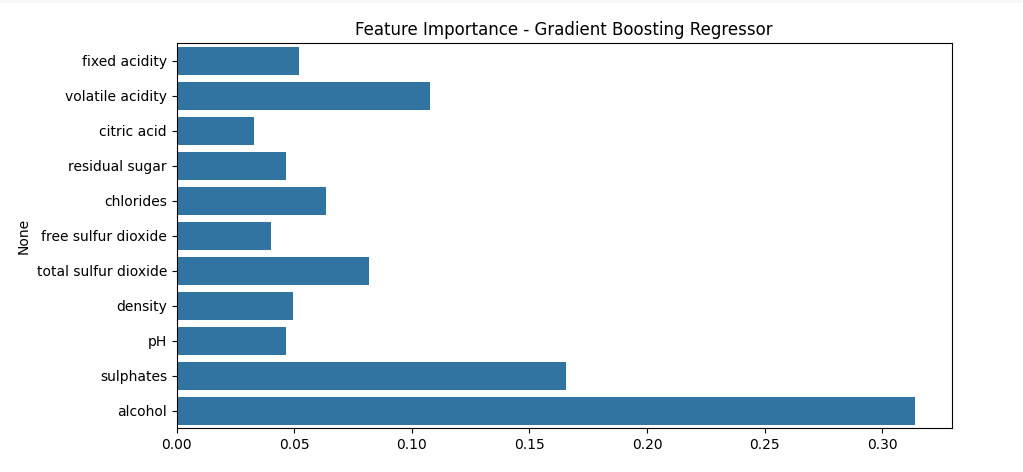 Feature Importance - Gradient Boosting Regressor
None
fixed acidity
volatile acidity
citric acid
residual sugar
chlorides
free sulfur dioxide
total sulfur dioxide
density
pH
sulphates
alcohol
0.00 0.05 0.10 0.15 0.20 0.25 0.30